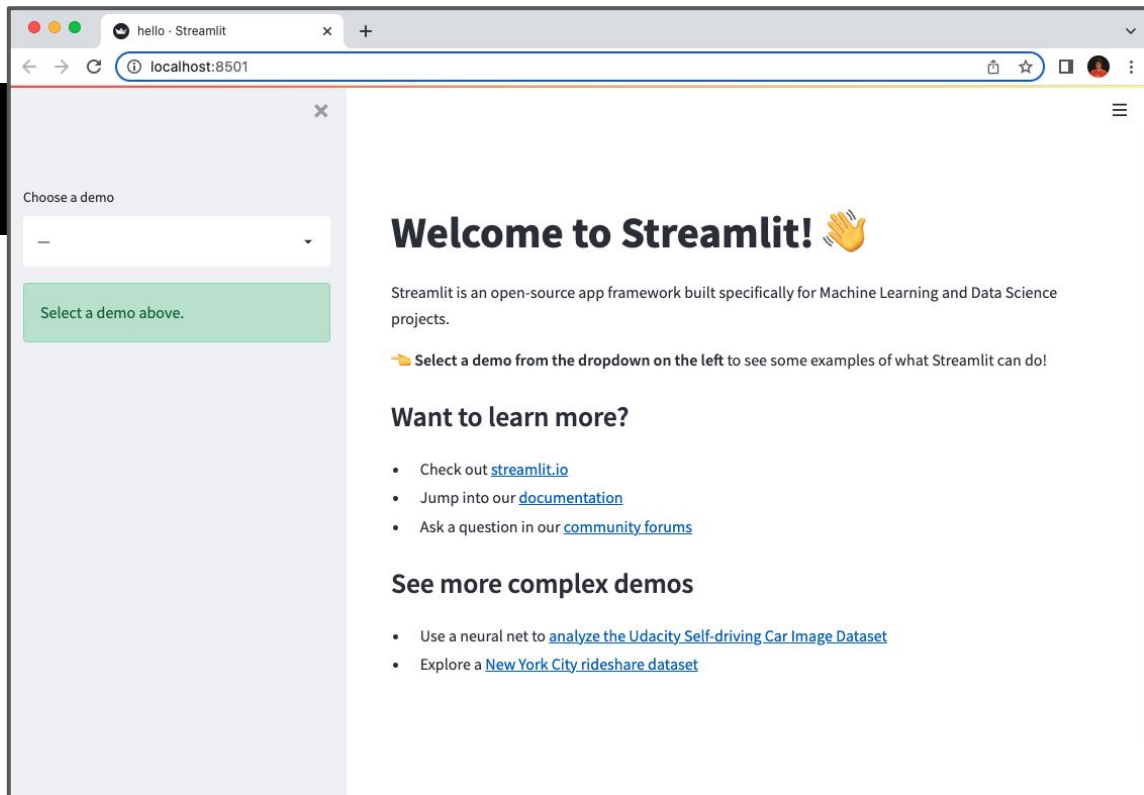 hello · Streamlit
localhost:8501
Choose a demo
—
Select a demo above.
Welcome to Streamlit! 👋
Streamlit is an open-source app framework built specifically for Machine Learning and Data Science
projects.
👈 Select a demo from the dropdown on the left to see some examples of what Streamlit can do!
Want to learn more?
• Check out streamlit.io
• Jump into our documentation
• Ask a question in our community forums
See more complex demos
• Use a neural net to analyze the Udacity Self-driving Car Image Dataset
• Explore a New York City rideshare dataset